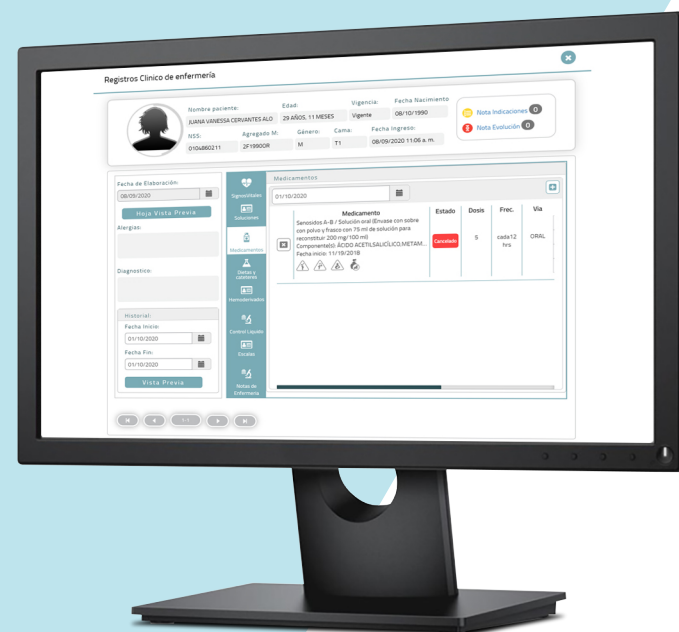 Registros Clinico de enfermería
Nombre paciente:
Edad:
Vigencia:
Fecha Nacimiento
JUANA VANESSA CERVANTES ALO
29 AÑOS, 11 MESES
Vigente
08/10/1990
NSS:
Agregado M:
Género:
Cama:
Fecha Ingreso:
0104860211
2F1990OR
M
T1
08/09/2020 11:06 a. m.
Nota Indicaciones 0
Nota Evolución 0
Fecha de Elaboración:
08/09/2020
Hoja Vista Previa
Alergias:
Diagnostico:
Historial:
Fecha Inicio:
01/10/2020
Fecha Fin:
01/10/2020
Vista Previa
SignosVitales
Soluciones
Medicamentos
Dietas y
catéteres
Hemoderivados
Control Líquido
Escalas
Notas de
Enfermería
Medicamentos
01/10/2020
Medicamento
Estado
Dosis
Frec.
Vía
Senosidos A-B / Solución oral (Envase con sobre
con polvo y frasco con 75 ml de solución para
reconstituir 200 mg/100 ml)
Componente(s): ÁCIDO ACETILSALICÍLICO,METAM...
Fecha inicio: 11/19/2018
Cancelado
5
cada12
hrs
ORAL